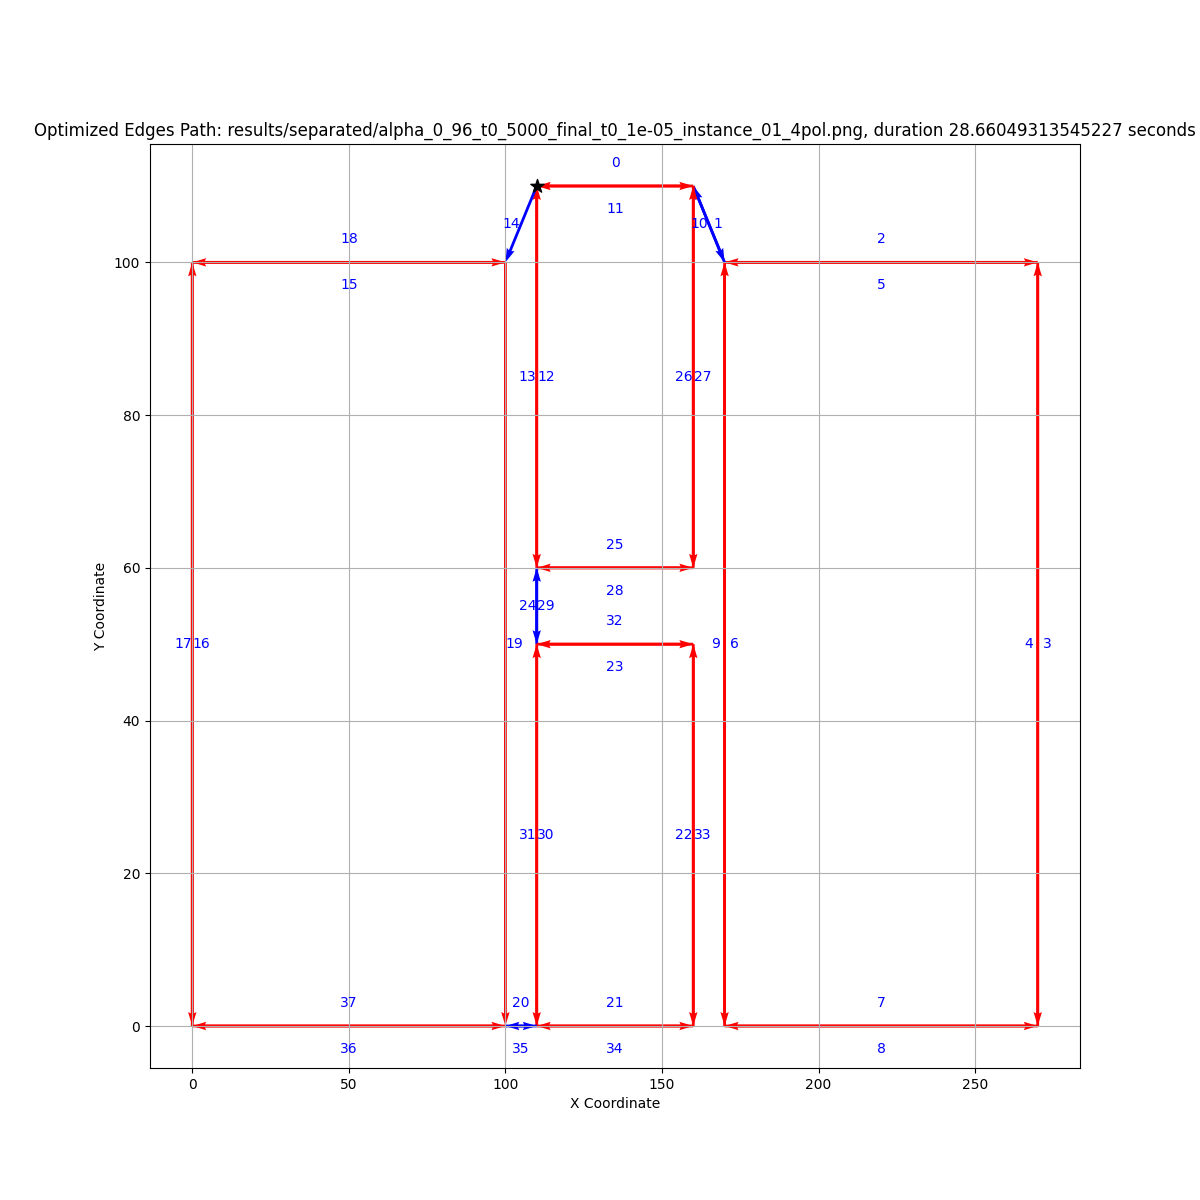 Optimized Edges Path: results/separated/alpha_0_96_t0_5000_final_t0_1e-05_instance_01_4pol.png, duration 28.66049313545227 seconds
0
14 11 10 1
18 2
100
15 5
80
13 12 26 27
25
60
24 29 28
32
17 16 19 9 6 4 3
23
40
Y Coordinate
31 30 22 33
20
37 20 21 7
0
36 35 34 8
0 50 100 150 200 250
X Coordinate